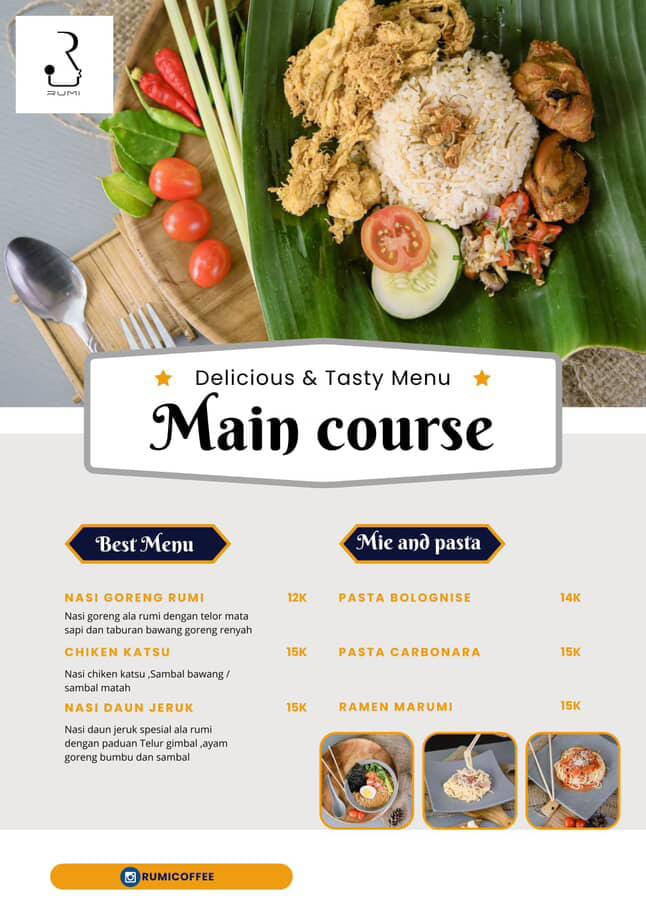 RUMI
Delicious & Tasty Menu
Main course
Best Menu
NASI GORENG RUMI 12K
Nasi goreng ala rumi dengan telor mata
sapi dan taburan bawang goreng renyah
CHIKEN KATSU 15K
Nasi chiken katsu ,Sambal bawang /
sambal matah
NASI DAUN JERUK 15K
Nasi daun jeruk spesial ala rumi
dengan paduan Telur gimbal ,ayam
goreng bumbu dan sambal
Mie and pasta
PASTA BOLOGNISE 14K
PASTA CARBONARA 15K
RAMEN MARUMI 15K
RUMICOFFEE